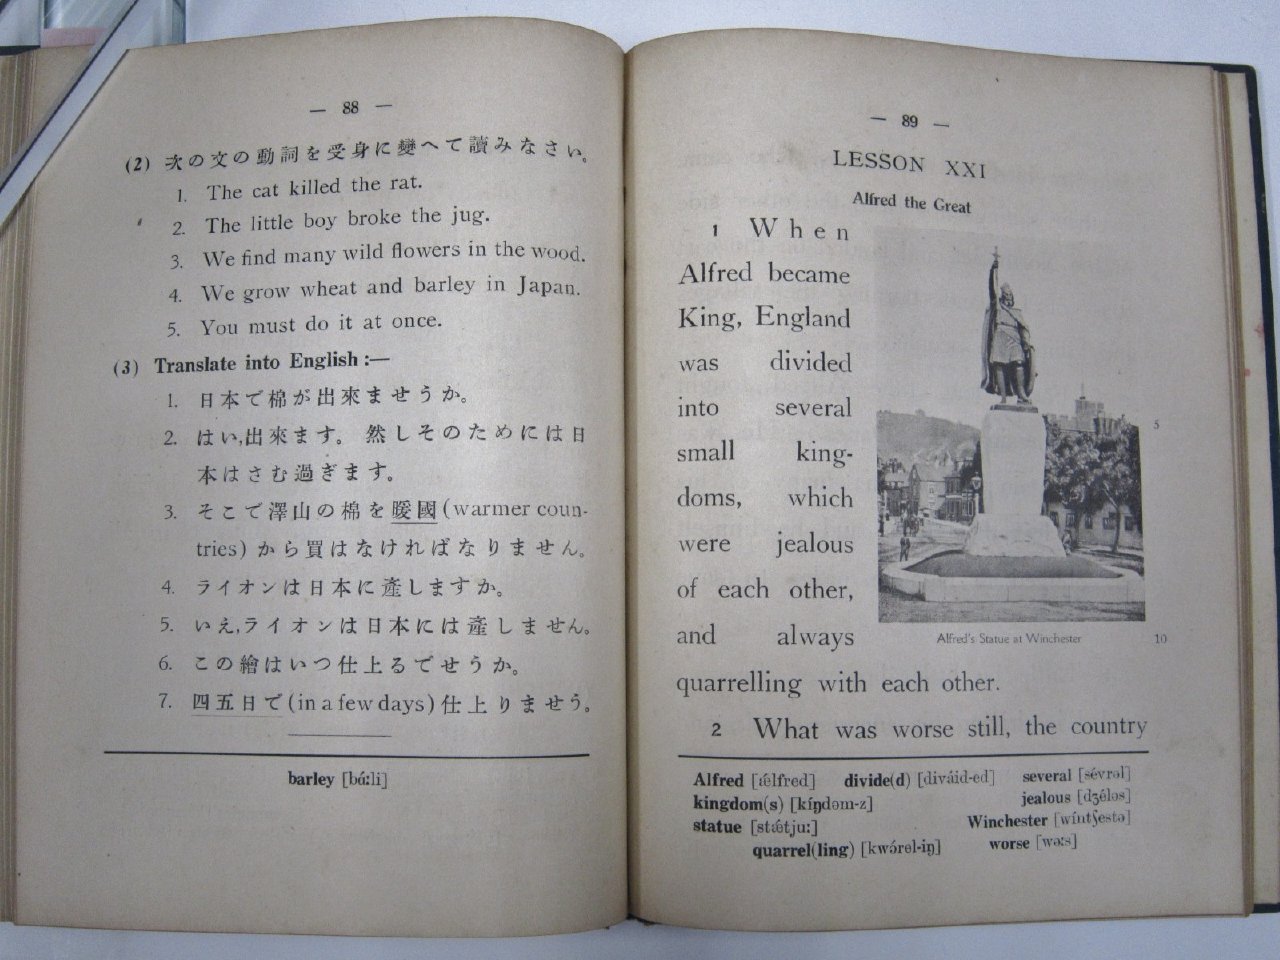 — 88 —
(2) 次の文の動詞を受身に變へて讀みなさい。
1. The cat killed the rat.
2. The little boy broke the jug.
3. We find many wild flowers in the wood.
4. We grow wheat and barley in Japan.
5. You must do it at once.
(3) Translate into English:—
1. 日本で棉が出來ませうか。
2. はい,出來ます。 然しそのためには日
本はさむ過ぎます。
3. そこで澤山の棉を暖國(warmer coun-
tries)から買はなければなりません。
4. ライオンは日本に產しますか。
5. いえ,ライオンは日本には產しません。
6. この繪はいつ仕上るでせうか。
7. 四五日で(in a few days)仕上りませう。
barley [bá:li]
— 89 —
LESSON XXI
Alfred the Great
1 When
Alfred became
King, England
was divided
into several
5
small king-
doms, which
were jealous
of each other,
and always
10
Alfred's Statue at Winchester
quarrelling with each other.
2 What was worse still, the country
Alfred [ǽlfred] divide(d) [diváid-ed] several [sévrəl]
kingdom(s) [kíŋdəm-z] jealous [dʒéləs]
statue [stǽtju:] Winchester [wíntʃestə]
quarrel(ling) [kwɔ́rəl-iŋ] worse [wə:s]